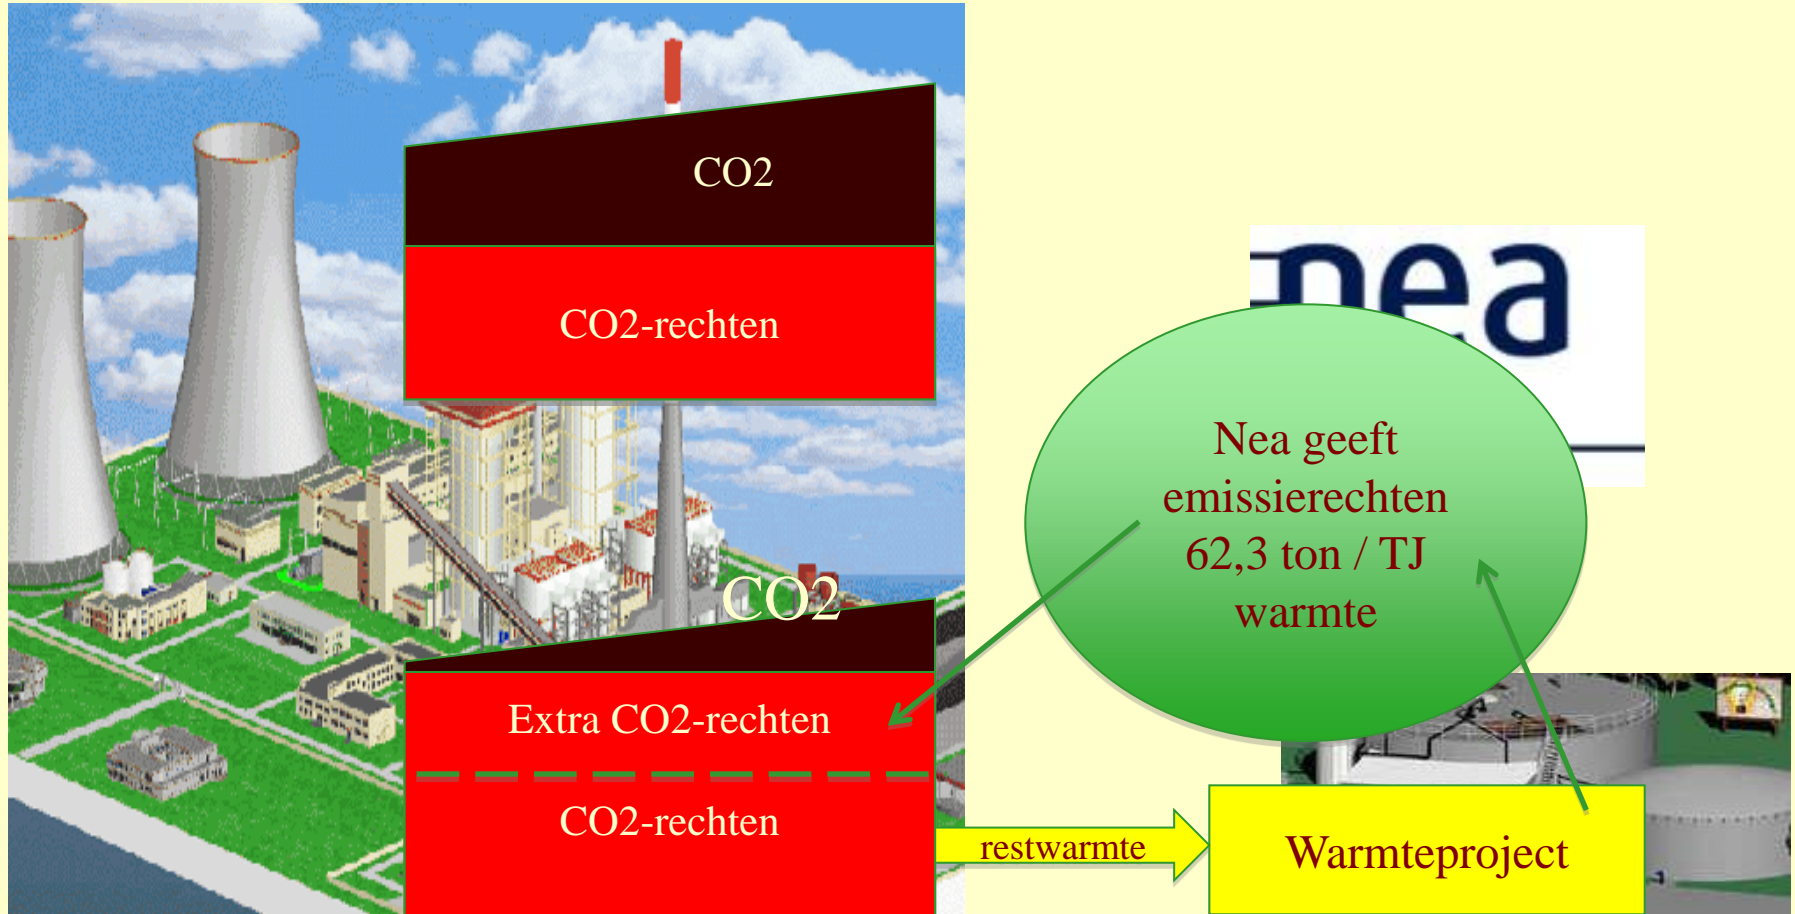 CO2
CO2-rechten
nea
Nea geeft
emissierechten
62,3 ton / TJ
warmte
CO2
Extra CO2-rechten
CO2-rechten
restwarmte
Warmteproject